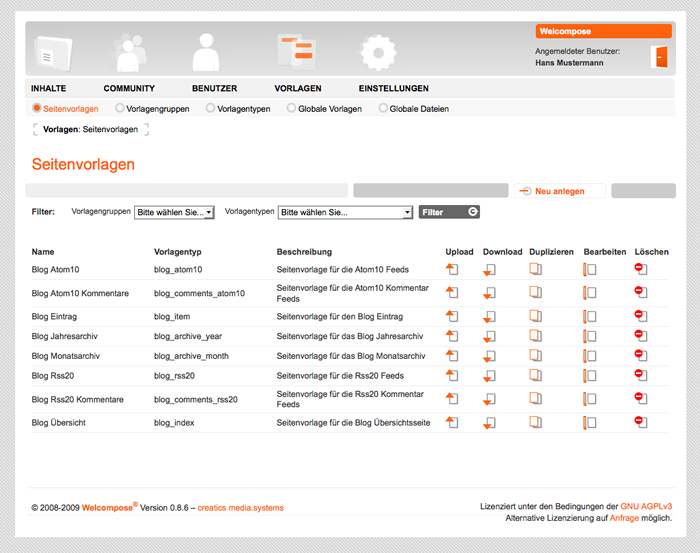 Welcompose
Angemeldeter Benutzer:
Hans Mustermann
INHALTE COMMUNITY BENUTZER VORLAGEN EINSTELLUNGEN
Seitenvorlagen Vorlagengruppen Vorlagentypen Globale Vorlagen Globale Dateien
Vorlagen: Seitenvorlagen
Seitenvorlagen
Neu anlegen
Filter: Vorlagengruppen Bitte wählen Sie... Vorlagentypen Bitte wählen Sie... Filter
Name Vorlagentyp Beschreibung Upload Download Duplizieren Bearbeiten Löschen
Blog Atom10 blog_atom10 Seitenvorlage für die Atom10 Feeds
Blog Atom10 Kommentare blog_comments_atom10 Seitenvorlage für die Atom10 Kommentar
Feeds
Blog Eintrag blog_item Seitenvorlage für den Blog Eintrag
Blog Jahresarchiv blog_archive_year Seitenvorlage für das Blog Jahresarchiv
Blog Monatsarchiv blog_archive_month Seitenvorlage für das Blog Monatsarchiv
Blog Rss20 blog_rss20 Seitenvorlage für die Rss20 Feeds
Blog Rss20 Kommentare blog_comments_rss20 Seitenvorlage für die Rss20 Kommentar
Feeds
Blog Übersicht blog_index Seitenvorlage für die Blog Übersichtsseite
© 2008-2009 Welcompose® Version 0.8.6 – creatics media.systems
Lizenziert unter den Bedingungen der GNU AGPLv3
Alternative Lizenzierung auf Anfrage möglich.